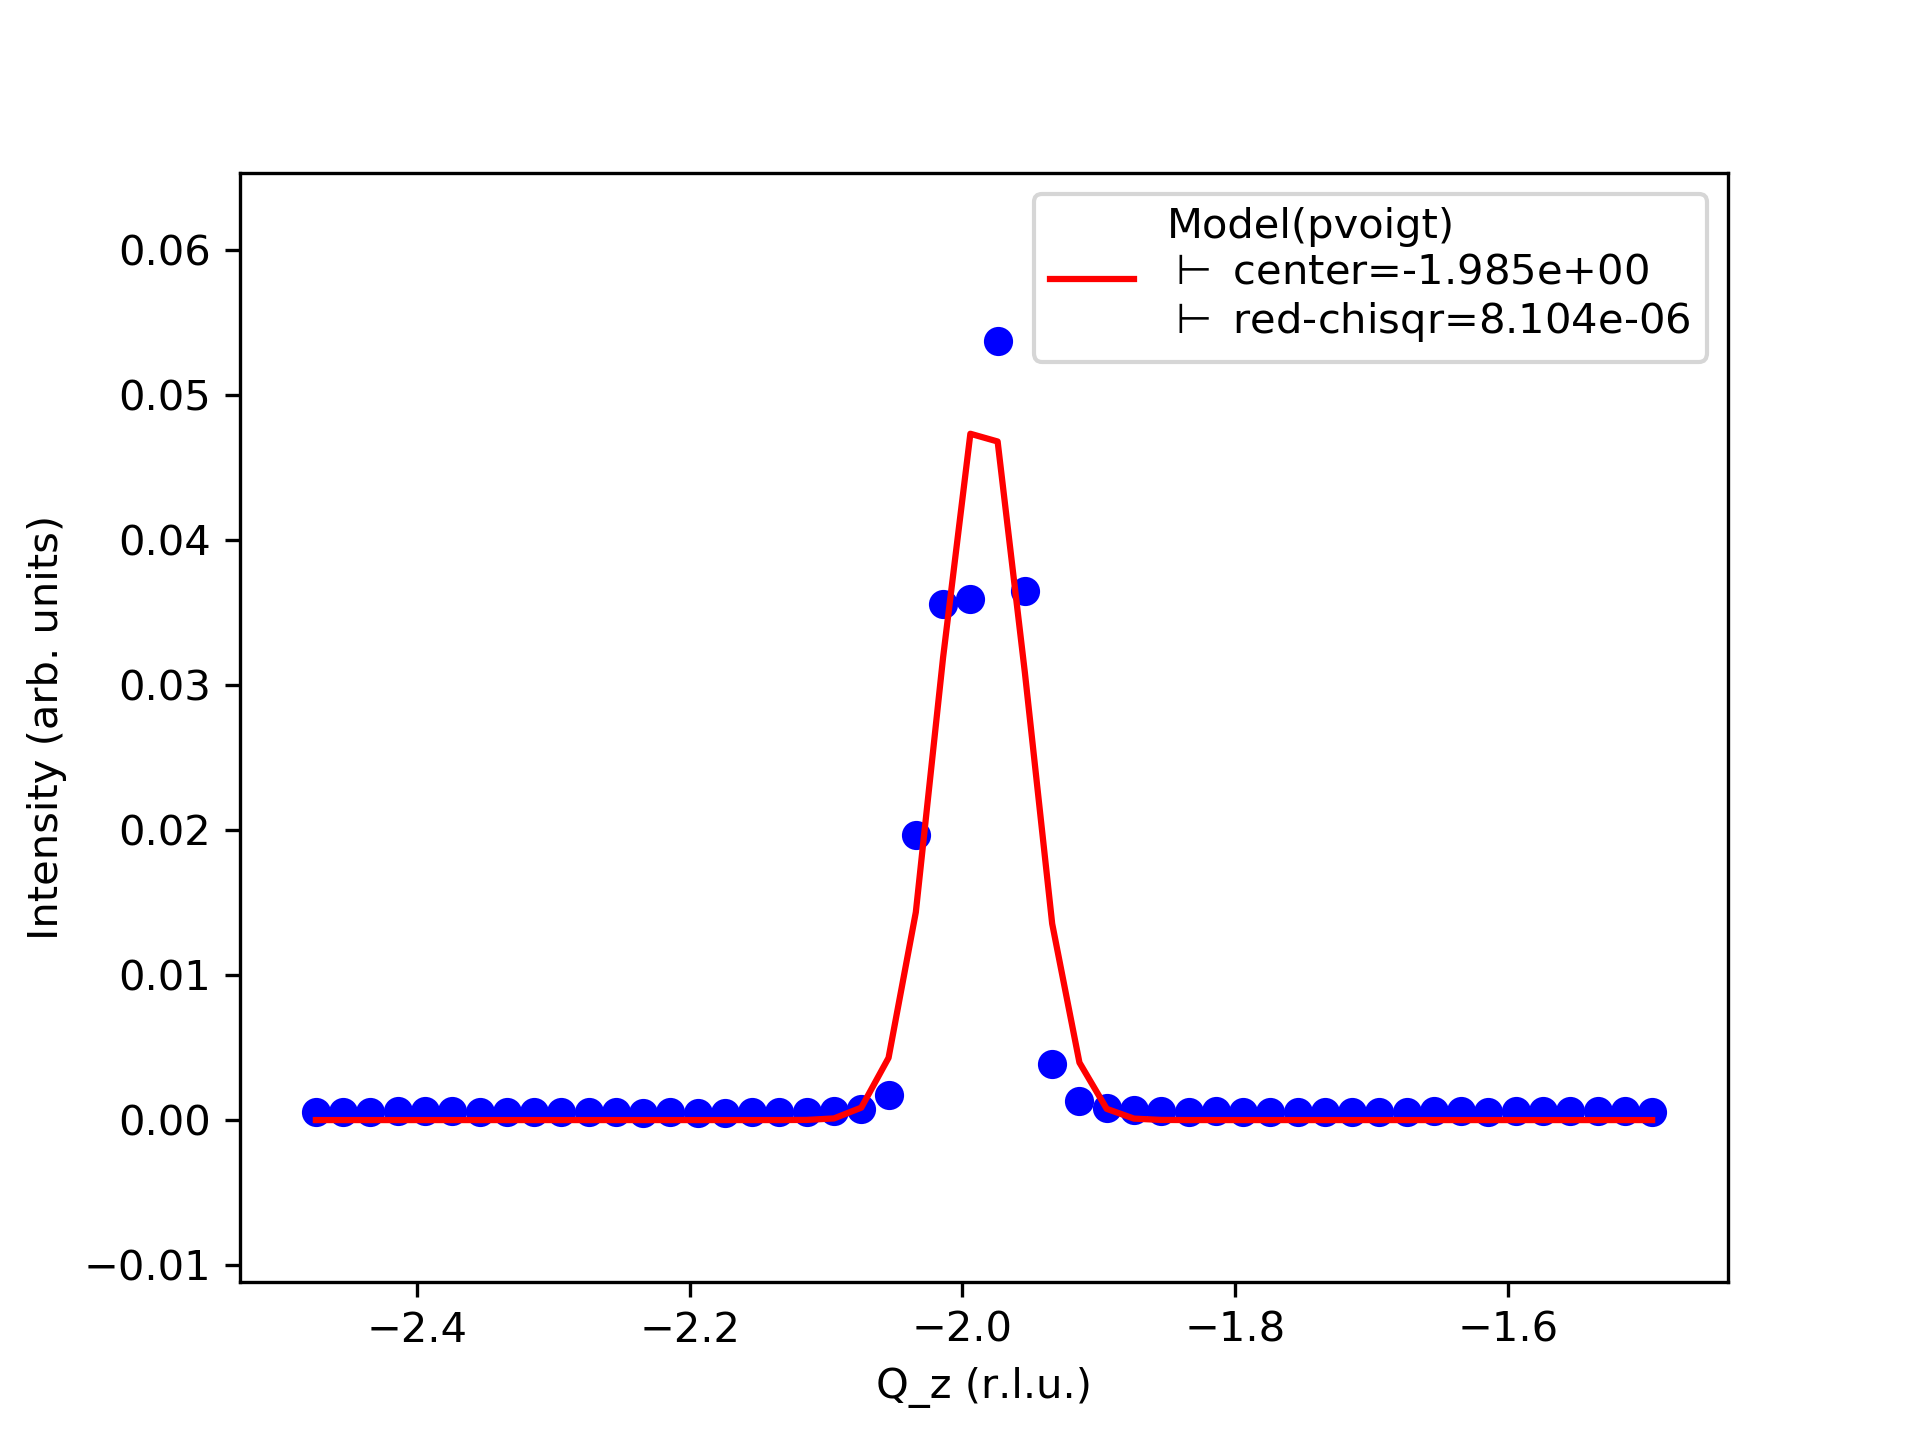 Model(pvoigt)
⊢ center=-1.985e+00
⊢ red-chisqr=8.104e-06
0.06
0.05
0.04
0.03
0.02
0.01
0.00
−0.01
Intensity (arb. units)
−2.4 −2.2 −2.0 −1.8 −1.6
Q_z (r.l.u.)